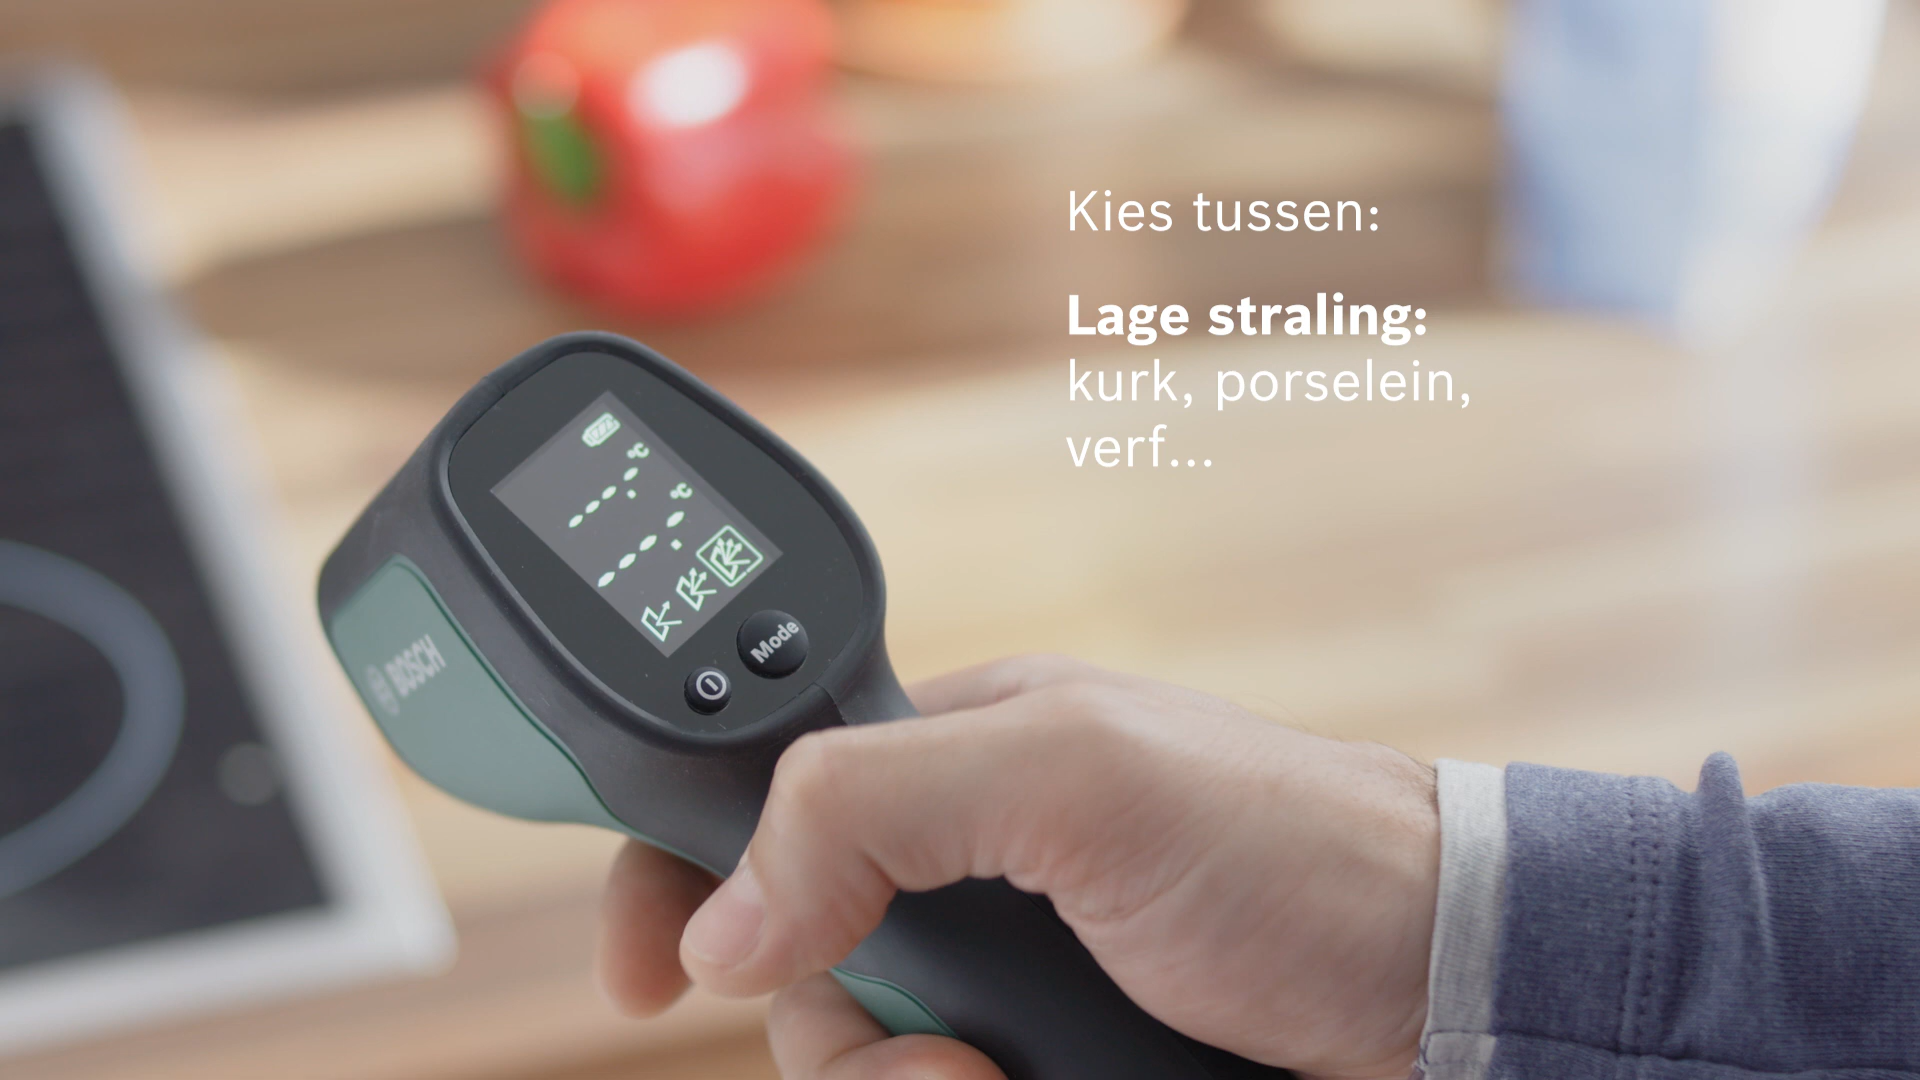 Kies tussen:
Lage straling:
kurk, porselein,
verf...
°C
--.-
°C
--.-
Mode
BOSCH